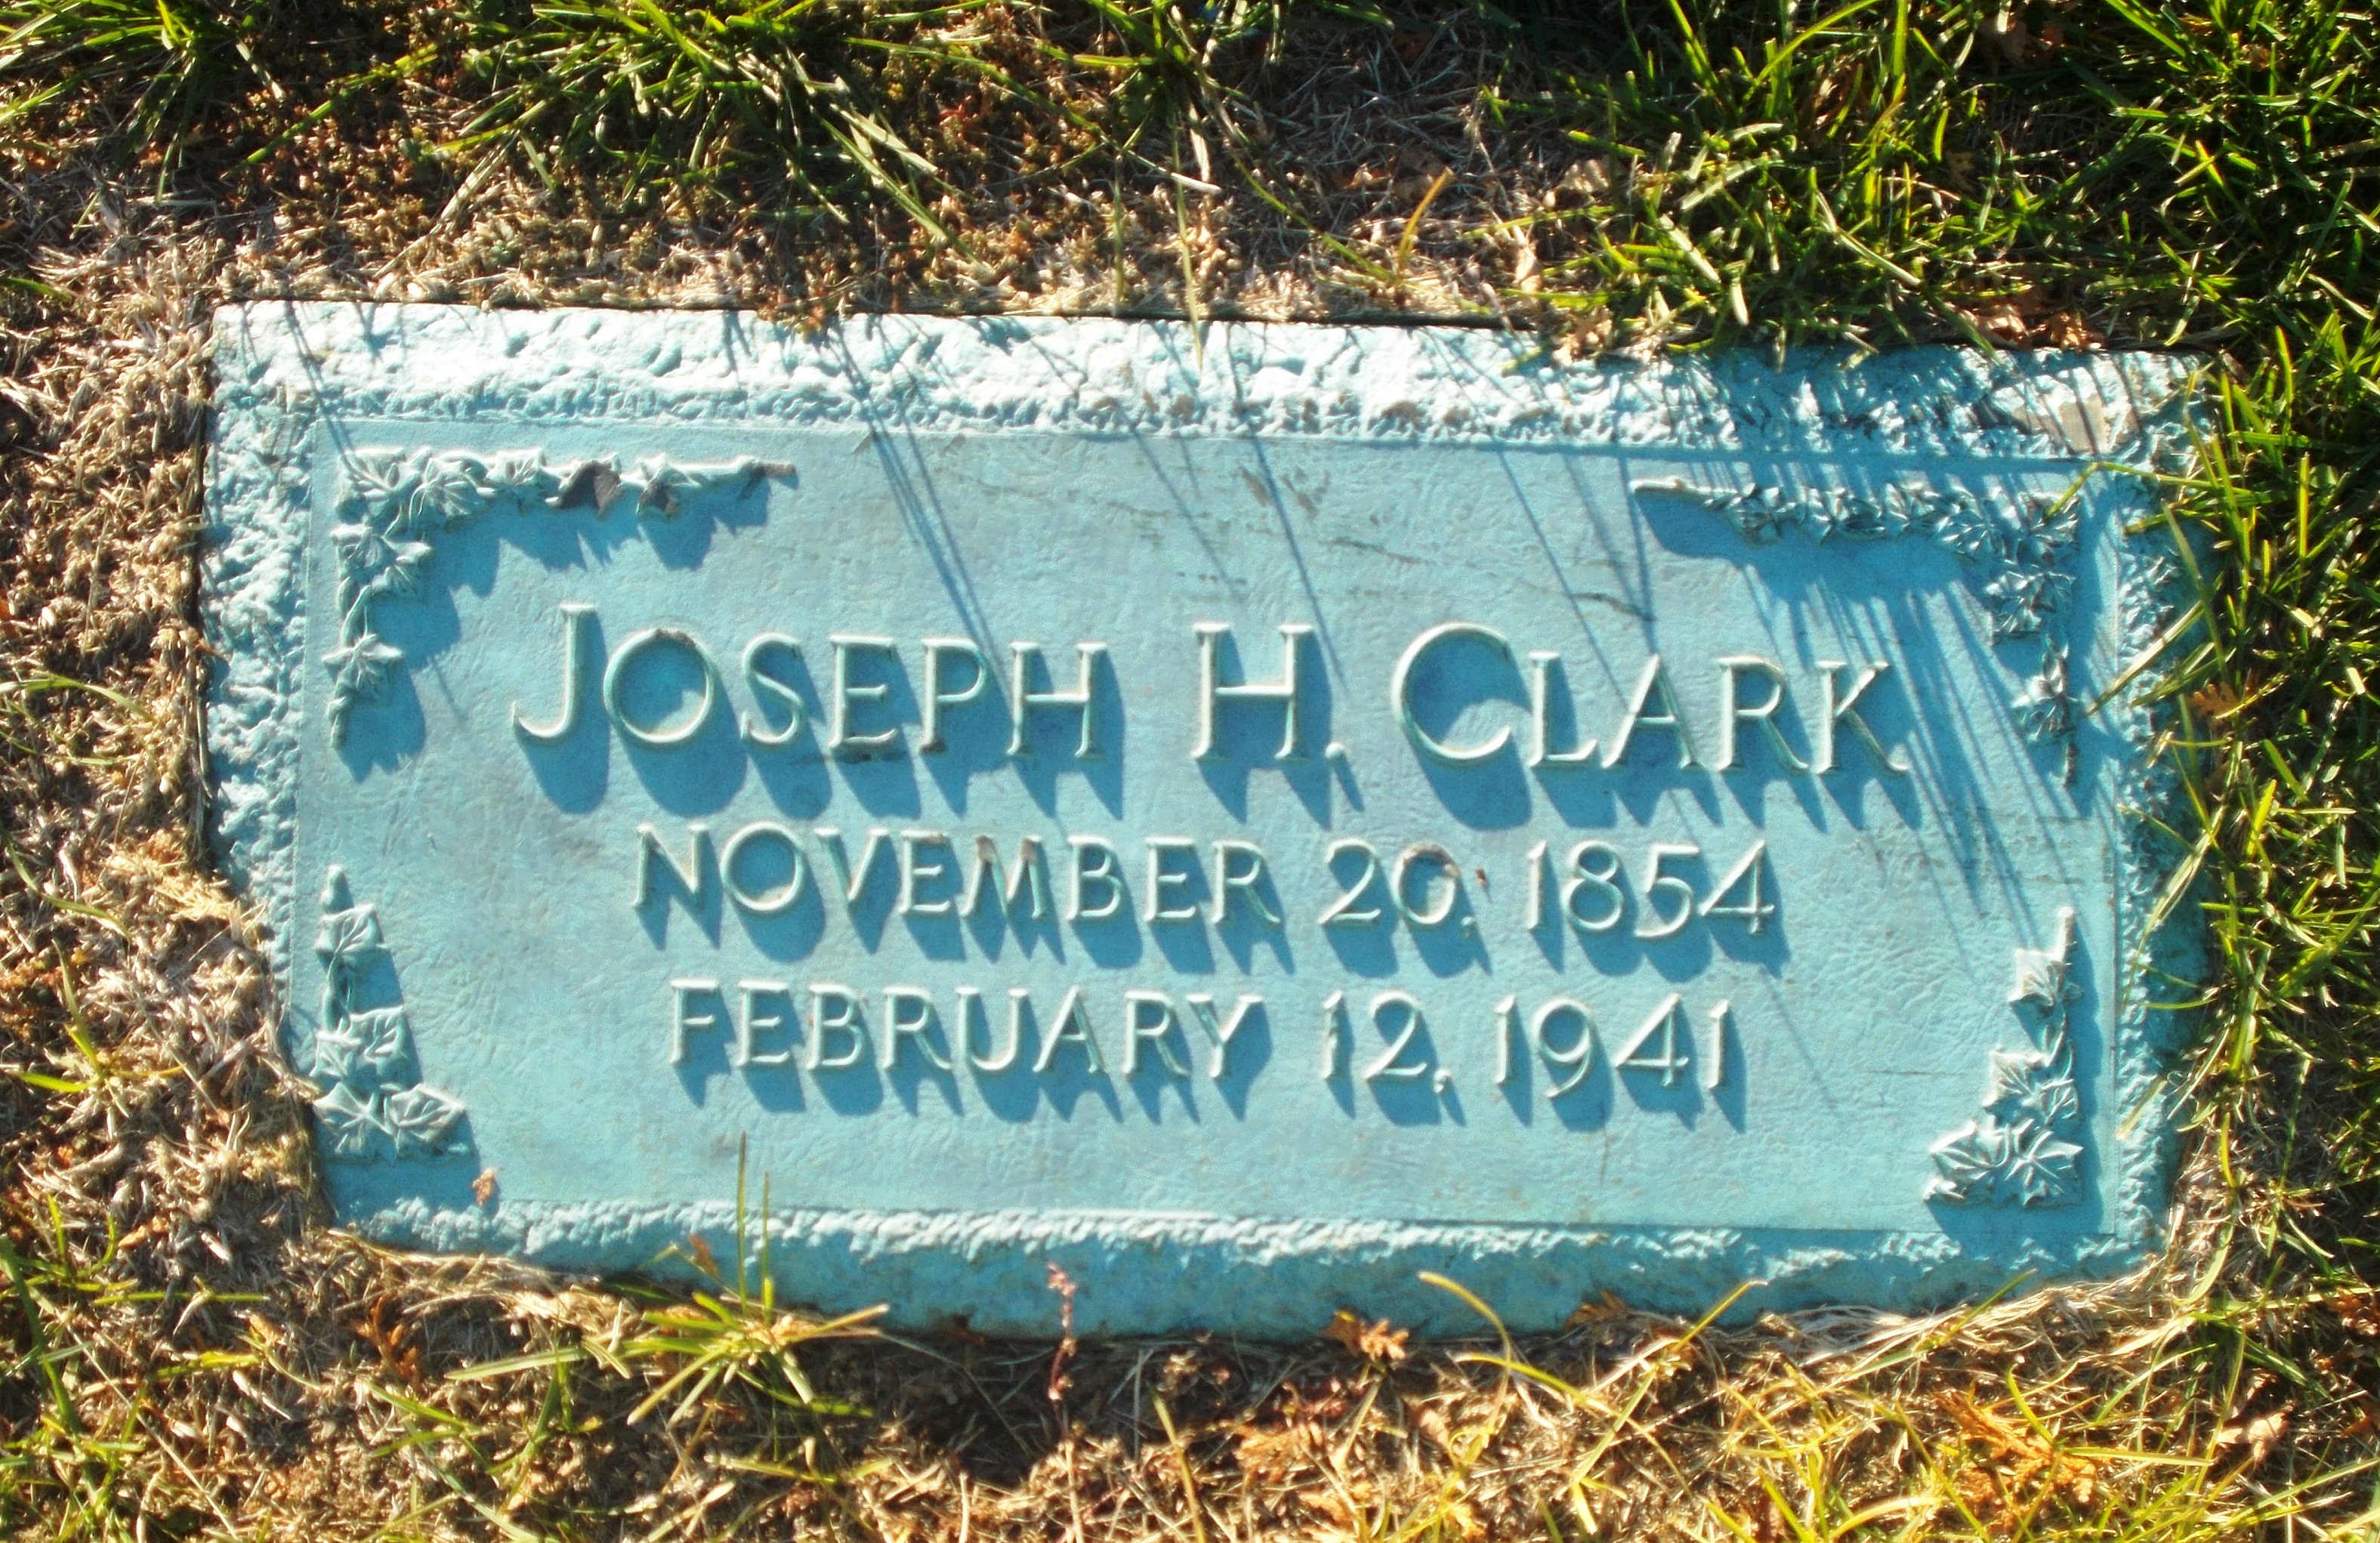 JOSEPH H. CLARK
NOVEMBER 20, 1854
FEBRUARY 12, 1941